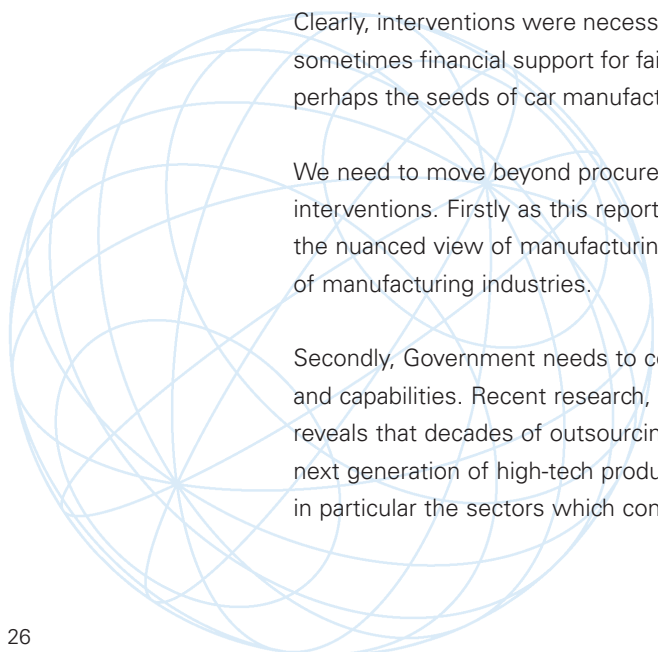 Clearly, interventions were necess
sometimes financial support for fai
perhaps the seeds of car manufact
We need to move beyond procure
interventions. Firstly as this report
the nuanced view of manufacturin
of manufacturing industries.
Secondly, Government needs to co
and capabilities. Recent research,
reveals that decades of outsourcin
next generation of high-tech produ
in particular the sectors which con
26